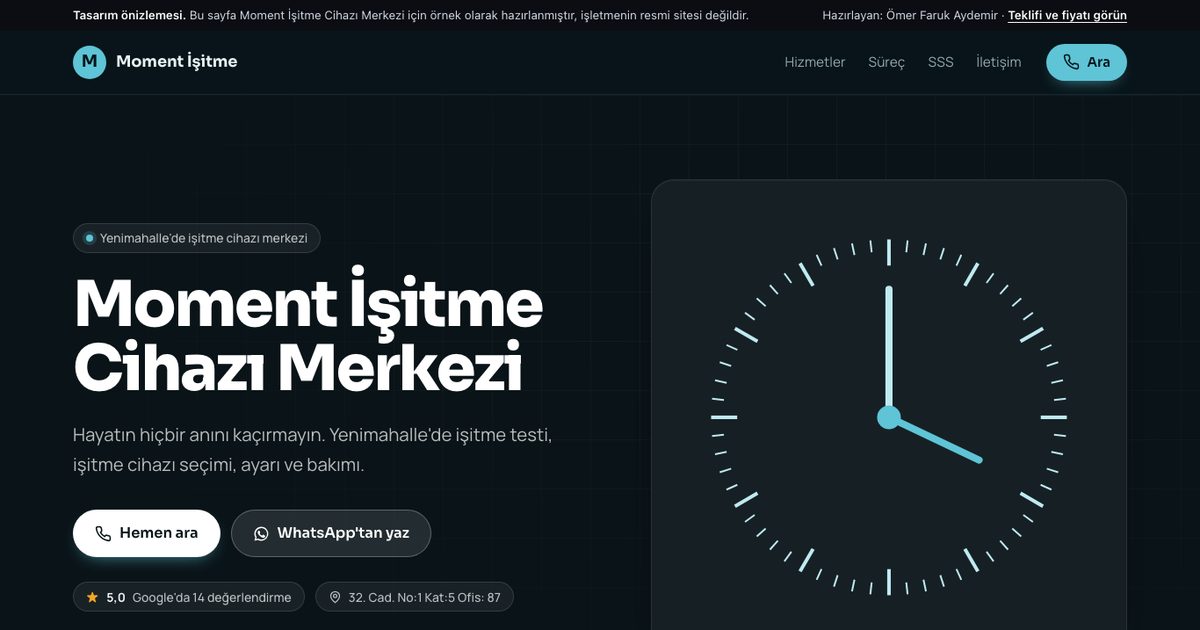 Tasarım önizlemesi. Bu sayfa Moment İşitme Cihazı Merkezi için örnek olarak hazırlanmıştır, işletmenin resmi sitesi değildir.
Hazırlayan: Ömer Faruk Aydemir · Teklifi ve fiyatı görün
M Moment İşitme
Hizmetler Süreç SSS İletişim Ara
Yenimahalle'de işitme cihazı merkezi
Moment İşitme
Cihazı Merkezi
Hayatın hiçbir anını kaçırmayın. Yenimahalle'de işitme testi,
işitme cihazı seçimi, ayarı ve bakımı.
Hemen ara WhatsApp'tan yaz
5,0 Google'da 14 değerlendirme 32. Cad. No:1 Kat:5 Ofis: 87